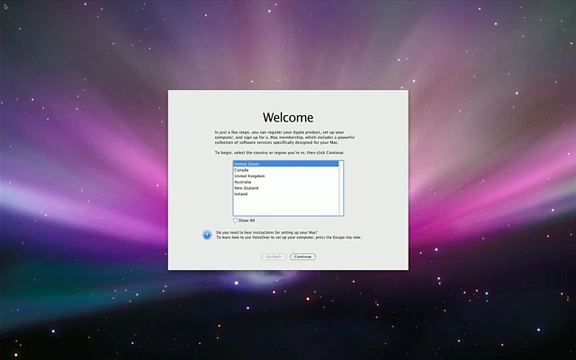 Welcome
In just a few steps, you can register your Apple product, set up your
computer, and sign up for a .Mac membership, which includes a powerful
collection of software services specifically designed for your Mac.
To begin, select the country or region you're in, then click Continue.
United States
Canada
United Kingdom
Australia
New Zealand
Ireland
Show All
Do you need to hear instructions for setting up your Mac?
To learn how to use VoiceOver to set up your computer, press the Escape key now.
Go Back
Continue